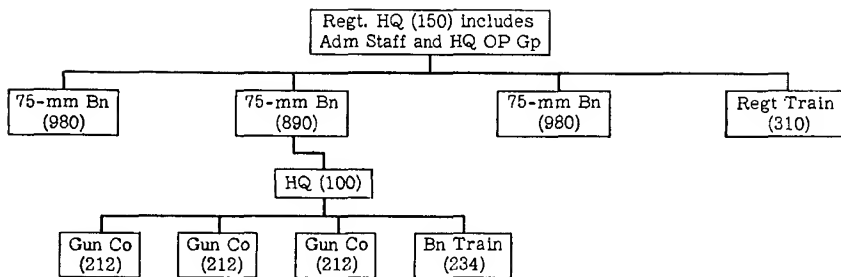 Regt. HQ (150) includes
Adm Staff and HQ OP Gp
75-mm Bn
(980)
75-mm Bn
(890)
75-mm Bn
(980)
Regt Train
(310)
HQ (100)
Gun Co
(212)
Gun Co
(212)
Gun Co
(212)
Bn Train
(234)